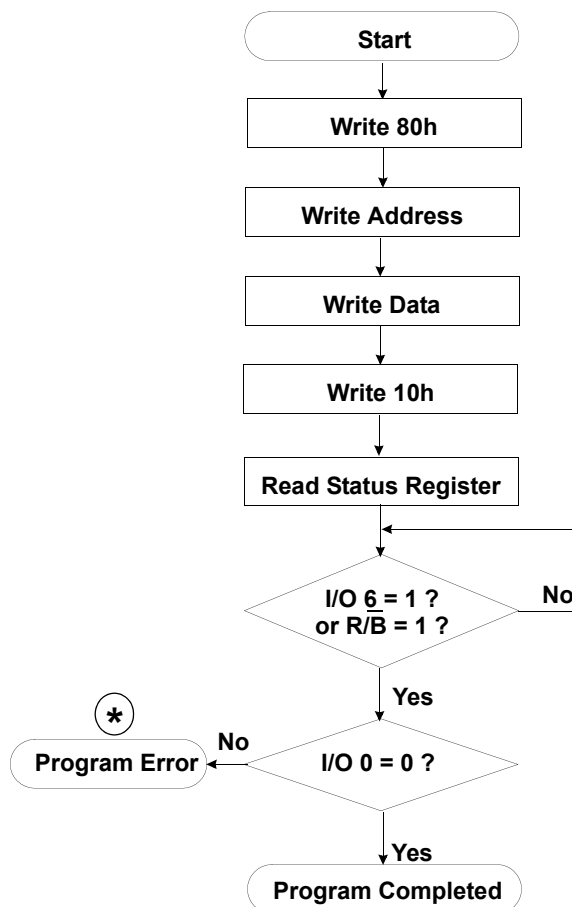 Start
Write 80h
Write Address
Write Data
Write 10h
Read Status Register
I/O 6 = 1 ?
or R/B̅ = 1 ?
No
Yes
*
No
Program Error
I/O 0 = 0 ?
Yes
Program Completed